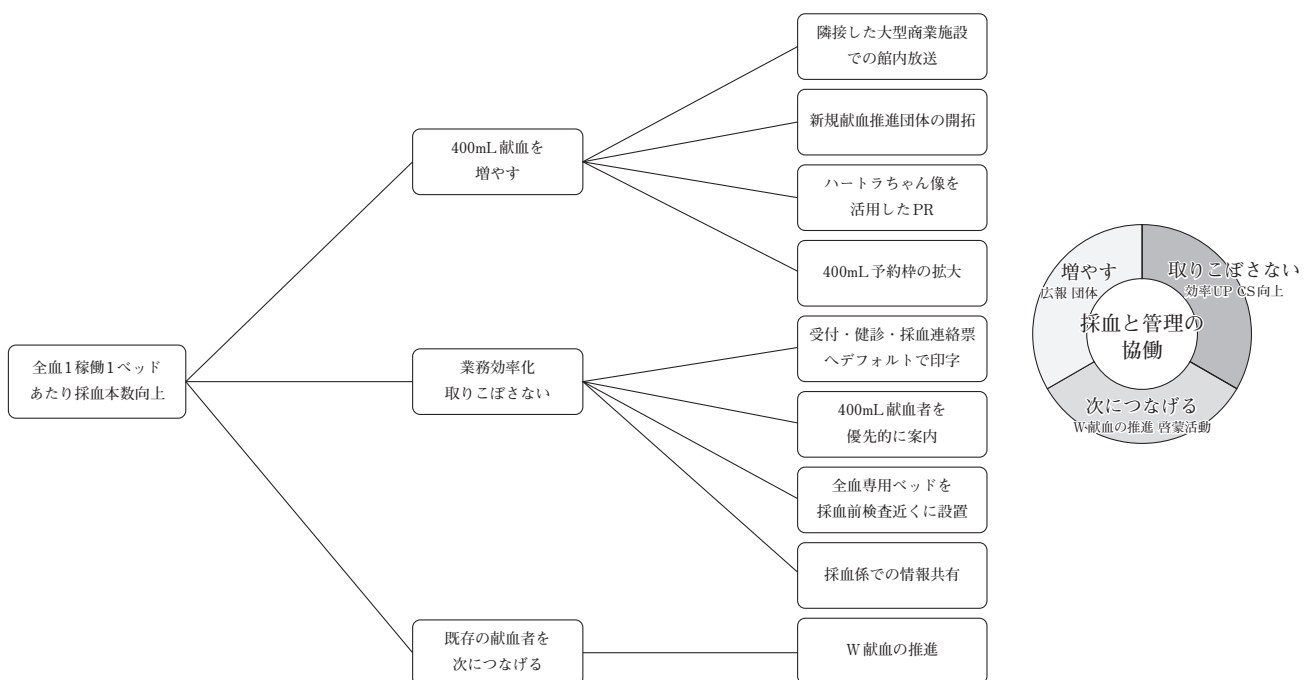 全血1稼働1ベッド
あたり採血本数向上
400mL献血を
増やす
業務効率化
取りこぼさない
既存の献血者を
次につなげる
隣接した大型商業施設
での館内放送
新規献血推進団体の開拓
ハートラちゃん像を
活用したPR
400mL予約枠の拡大
受付・健診・採血連絡票
へデフォルトで印字
400mL献血者を
優先的に案内
全血専用ベッドを
採血前検査近くに設置
採血係での情報共有
W献血の推進
増やす
広報 団体
取りこぼさない
効率UP CS向上
採血と管理の
協働
次につなげる
W献血の推進 啓蒙活動